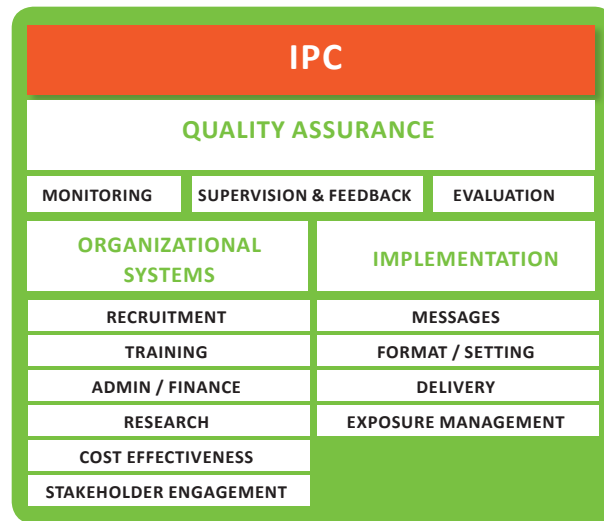 IPC
QUALITY ASSURANCE
MONITORING
SUPERVISION & FEEDBACK
EVALUATION
ORGANIZATIONAL
SYSTEMS
RECRUITMENT
TRAINING
ADMIN / FINANCE
RESEARCH
COST EFFECTIVENESS
STAKEHOLDER ENGAGEMENT
IMPLEMENTATION
MESSAGES
FORMAT / SETTING
DELIVERY
EXPOSURE MANAGEMENT